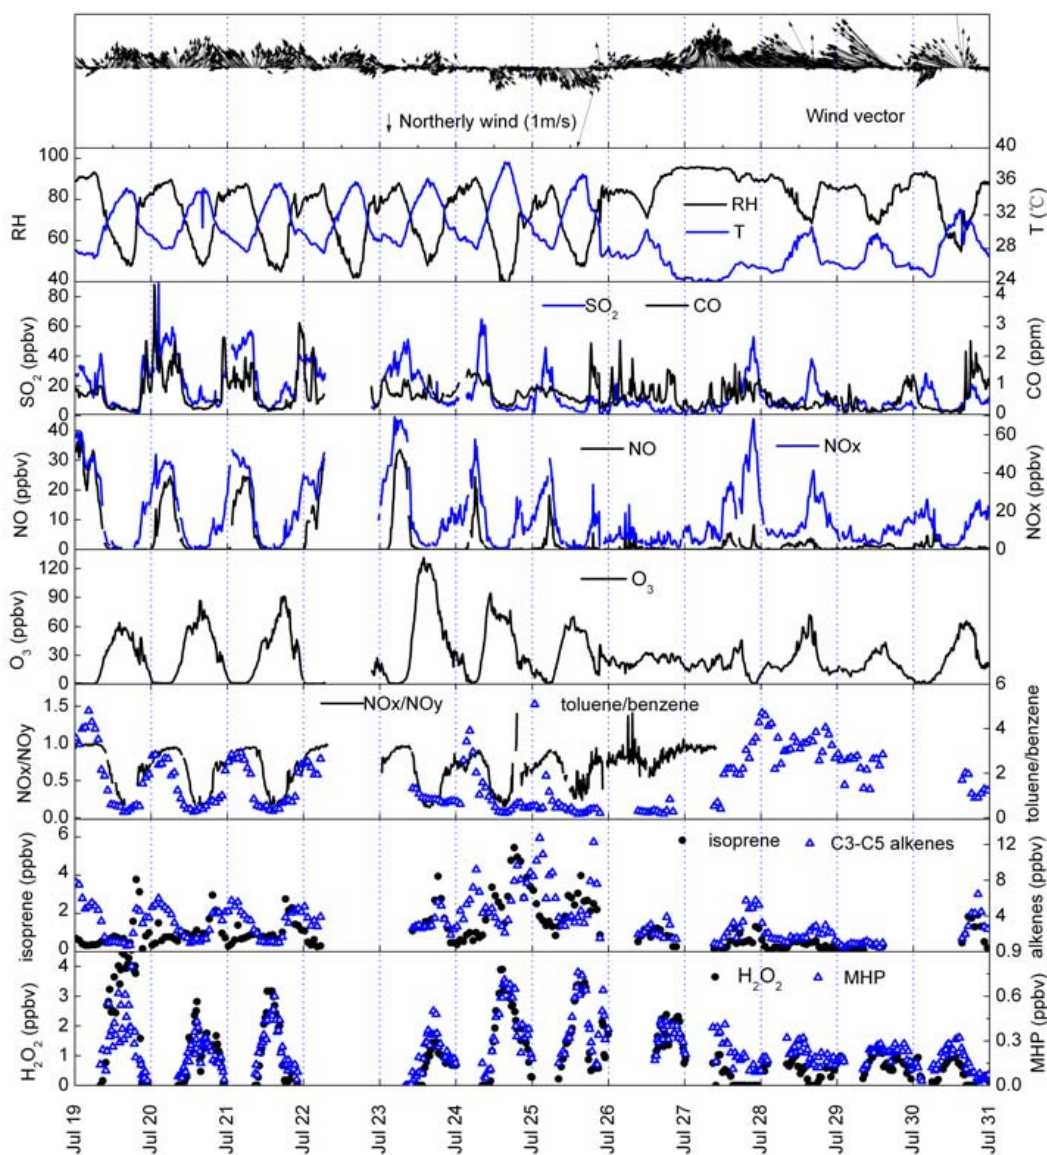 Northerly wind (1m/s)
Wind vector
RH
100
80
60
40
RH
T
40
36
32
28
24
T (℃)
SO2 (ppbv)
80
60
40
20
0
SO2
CO
4
3
2
1
0
CO (ppm)
NO (ppbv)
40
30
20
10
0
NO
NOx
60
40
20
0
NOx (ppbv)
O3 (ppbv)
120
90
60
30
0
O3
NOx/NOy
1.5
1.0
0.5
0.0
NOx/NOy
toluene/benzene
6
4
2
0
toluene/benzene
isoprene (ppbv)
6
4
2
0
isoprene
C3-C5 alkenes
12
8
4
0.9
alkenes (ppbv)
H2O2 (ppbv)
4
3
2
1
0
H2O2
MHP
0.6
0.3
0.0
MHP (ppbv)
Jul 19
Jul 20
Jul 21
Jul 22
Jul 23
Jul 24
Jul 25
Jul 26
Jul 27
Jul 28
Jul 29
Jul 30
Jul 31